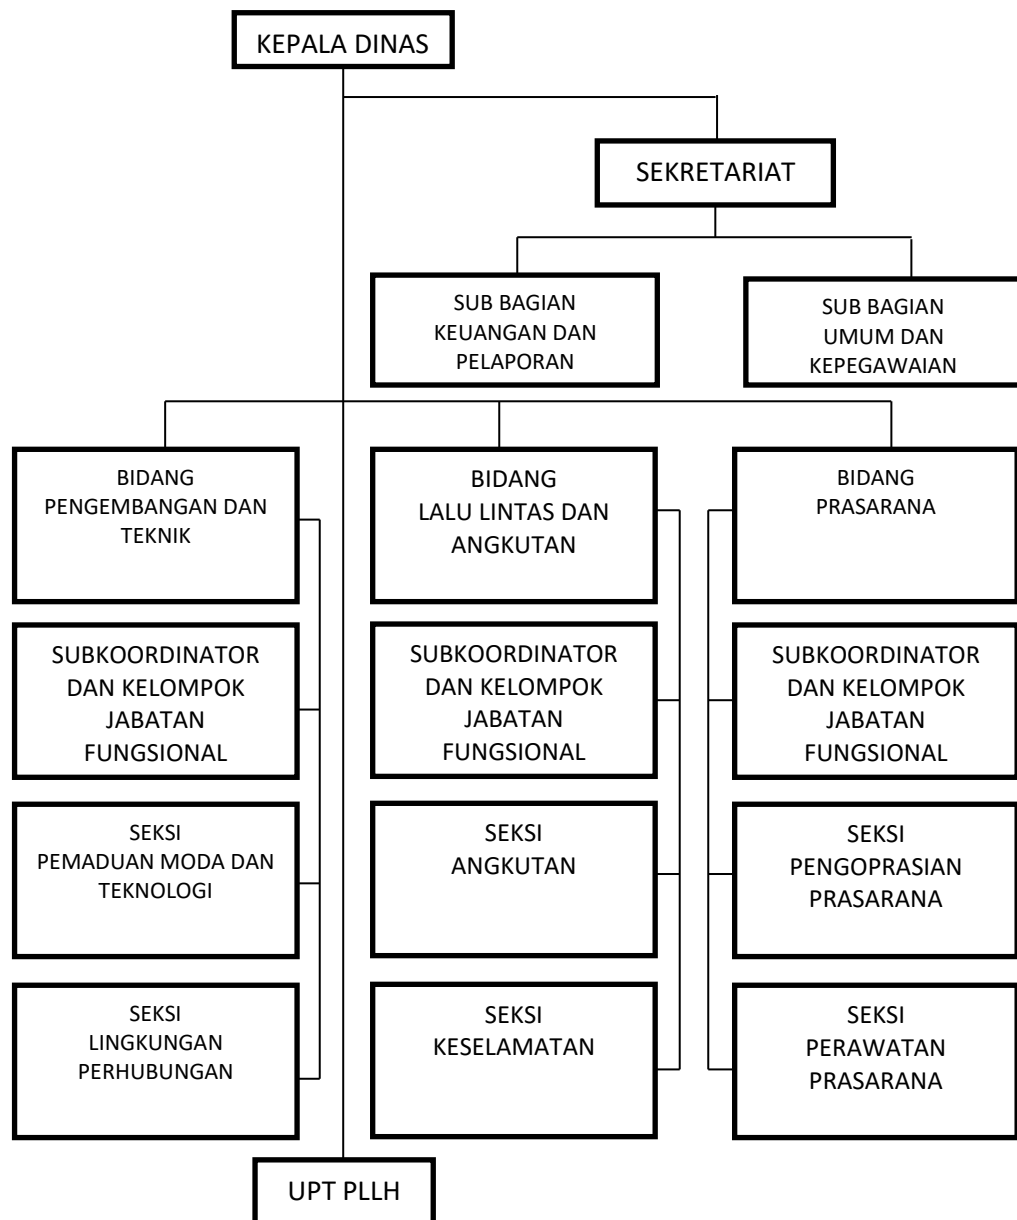 KEPALA DINAS
SEKRETARIAT
SUB BAGIAN
KEUANGAN DAN
PELAPORAN
SUB BAGIAN
UMUM DAN
KEPEGAWAIAN
BIDANG
PENGEMBANGAN DAN
TEKNIK
BIDANG
LALU LINTAS DAN
ANGKUTAN
BIDANG
PRASARANA
SUBKOORDINATOR
DAN KELOMPOK
JABATAN
FUNGSIONAL
SUBKOORDINATOR
DAN KELOMPOK
JABATAN
FUNGSIONAL
SUBKOORDINATOR
DAN KELOMPOK
JABATAN
FUNGSIONAL
SEKSI
PEMADUAN MODA DAN
TEKNOLOGI
SEKSI
ANGKUTAN
SEKSI
PENGOPRASIAN
PRASARANA
SEKSI
LINGKUNGAN
PERHUBUNGAN
SEKSI
KESELAMATAN
SEKSI
PERAWATAN
PRASARANA
UPT PLLH